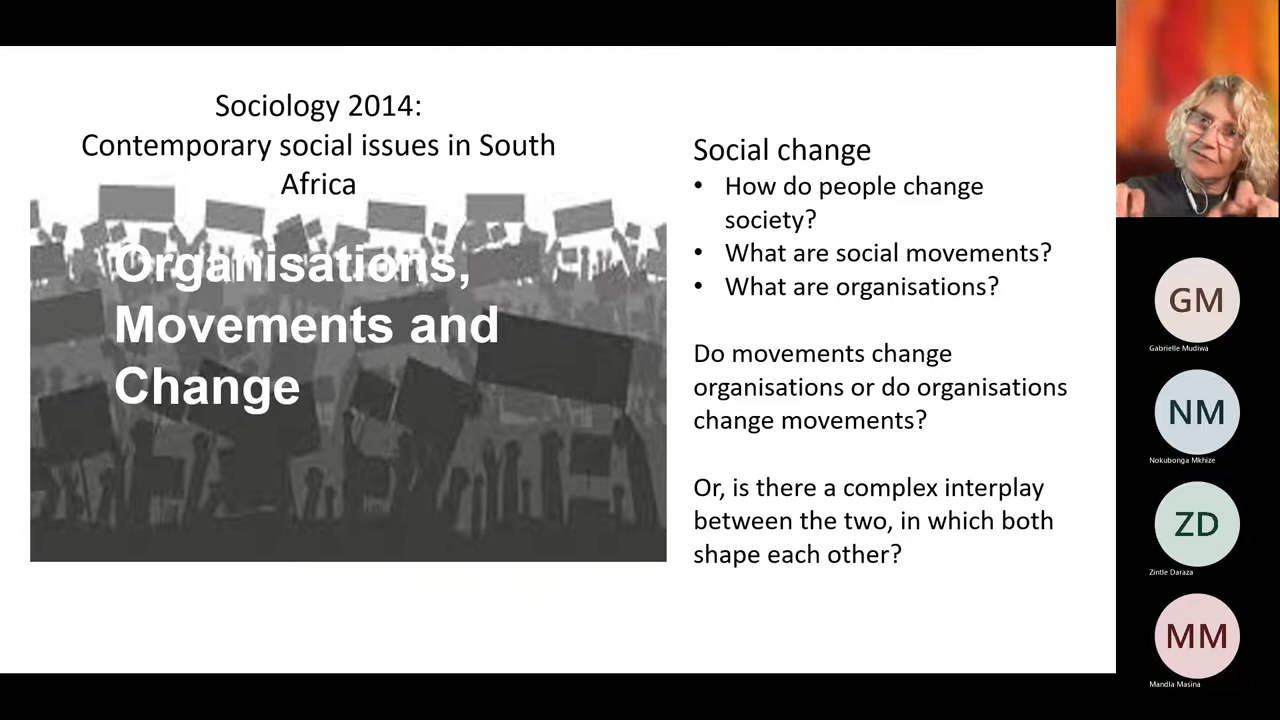 Sociology 2014:
Contemporary social issues in South
Africa
Organisations,
Movements and
Change
Social change
• How do people change
society?
• What are social movements?
• What are organisations?
Do movements change
organisations or do organisations
change movements?
Or, is there a complex interplay
between the two, in which both
shape each other?
GM
Gabrielle Mudiwa
NM
Nokubonga Mkhize
ZD
Zintle Daraza
MM
Mandla Masina